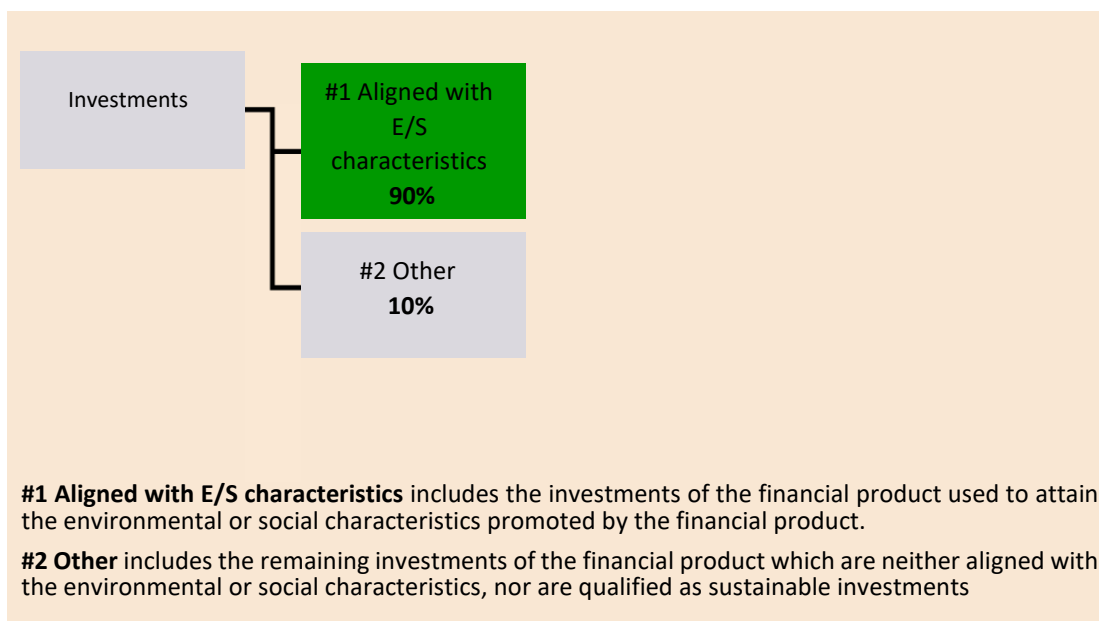 Investments
#1 Aligned with
E/S
characteristics
90%
#2 Other
10%
#1 Aligned with E/S characteristics includes the investments of the financial product used to attain
the environmental or social characteristics promoted by the financial product.
#2 Other includes the remaining investments of the financial product which are neither aligned with
the environmental or social characteristics, nor are qualified as sustainable investments